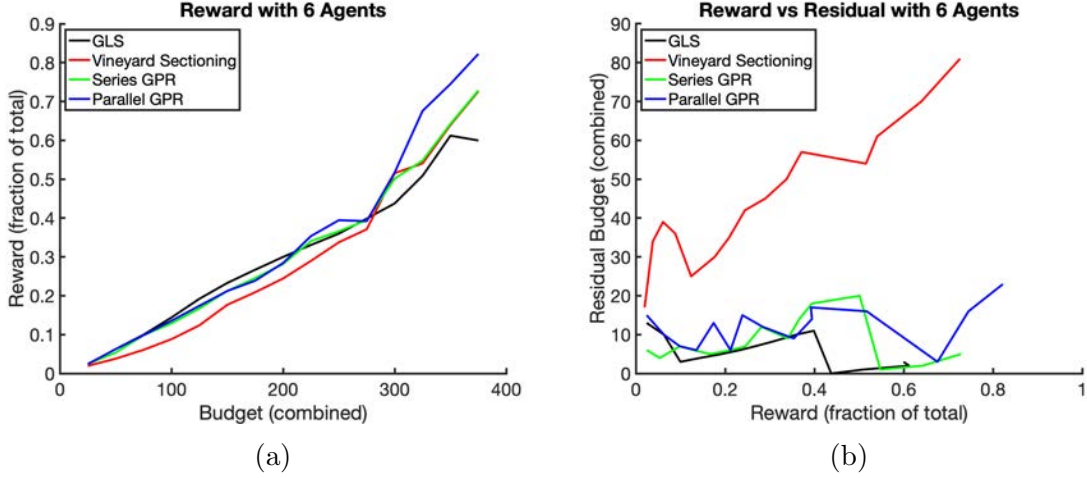 Reward with 6 Agents
GLS
Vineyard Sectioning
Series GPR
Parallel GPR
0.9
0.8
0.7
0.6
0.5
0.4
0.3
0.2
0.1
0
0
100
200
300
400
Reward (fraction of total)
Budget (combined)
(a)
Reward vs Residual with 6 Agents
GLS
Vineyard Sectioning
Series GPR
Parallel GPR
90
80
70
60
50
40
30
20
10
0
0
0.2
0.4
0.6
0.8
1
Residual Budget (combined)
Reward (fraction of total)
(b)